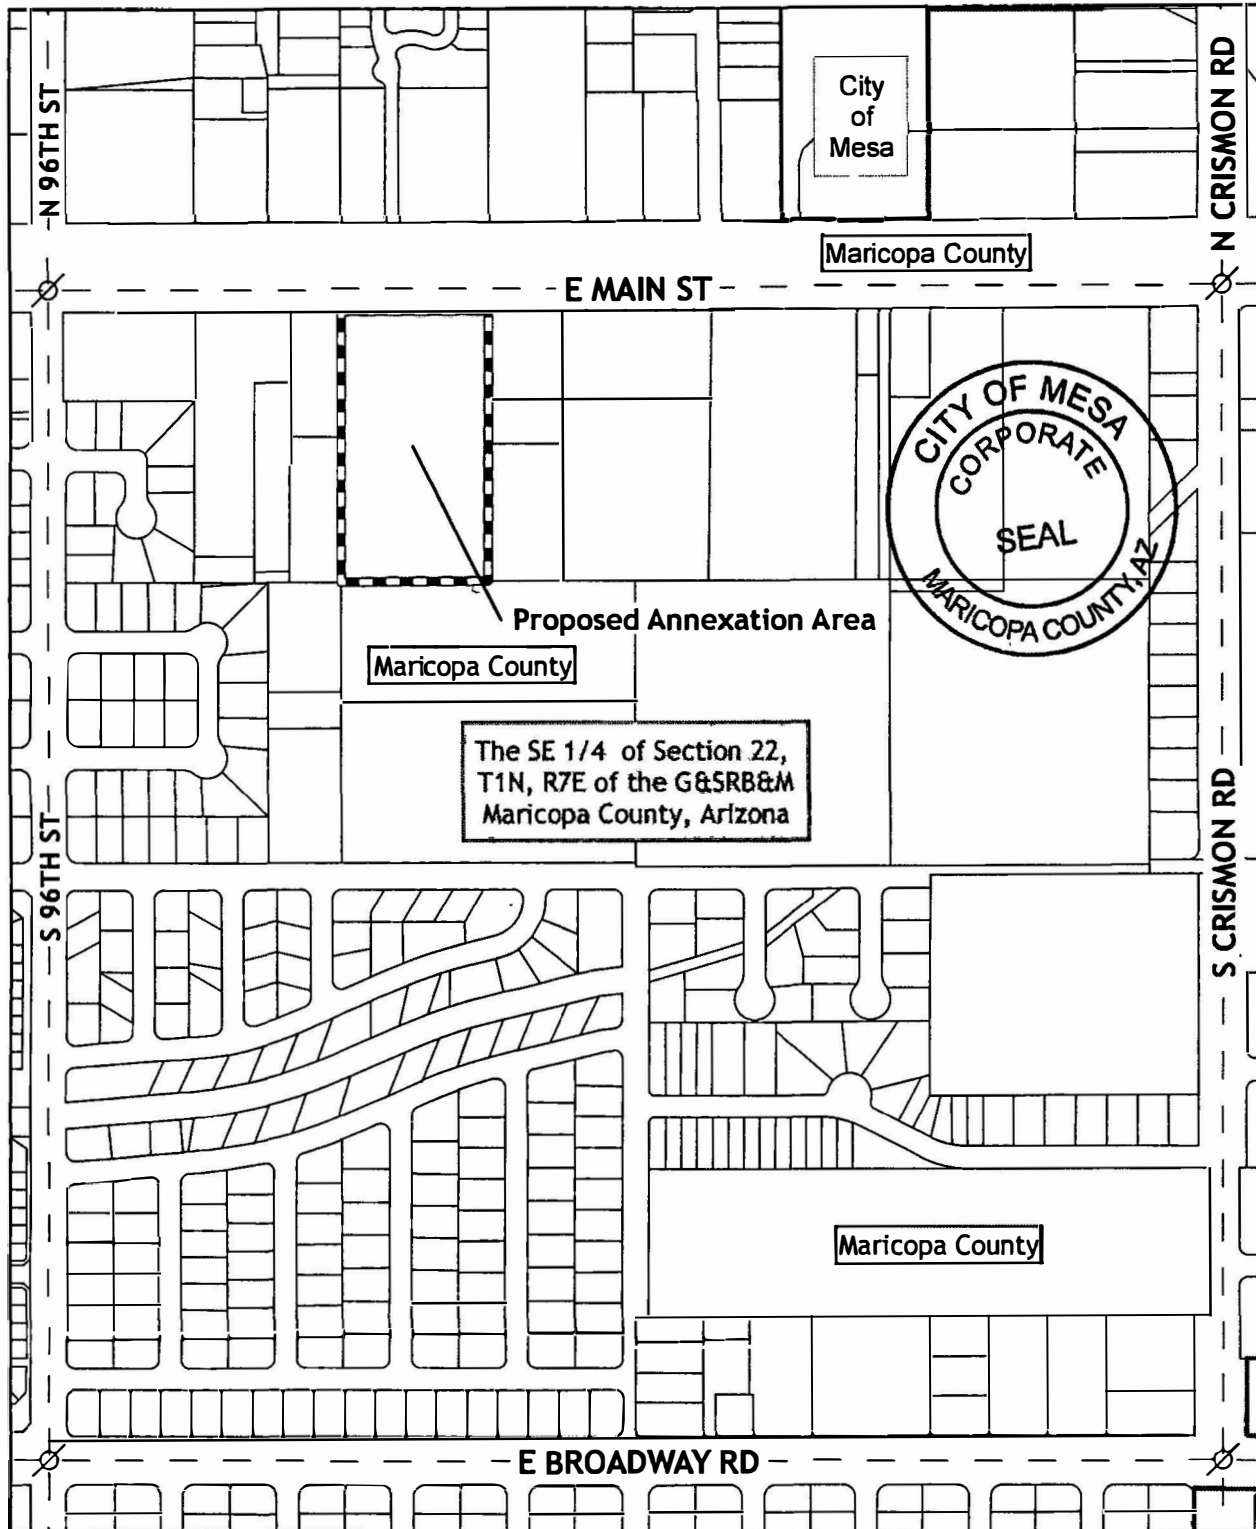 City
of
Mesa
N 96TH ST
N CRISMON RD
Maricopa County
E MAIN ST
CITY OF MESA
CORPORATE
SEAL
MARICOPA COUNTY, AZ
Proposed Annexation Area
Maricopa County
The SE 1/4 of Section 22,
T1N, R7E of the G&SRB&M
Maricopa County, Arizona
S 96TH ST
S CRISMON RD
Maricopa County
E BROADWAY RD